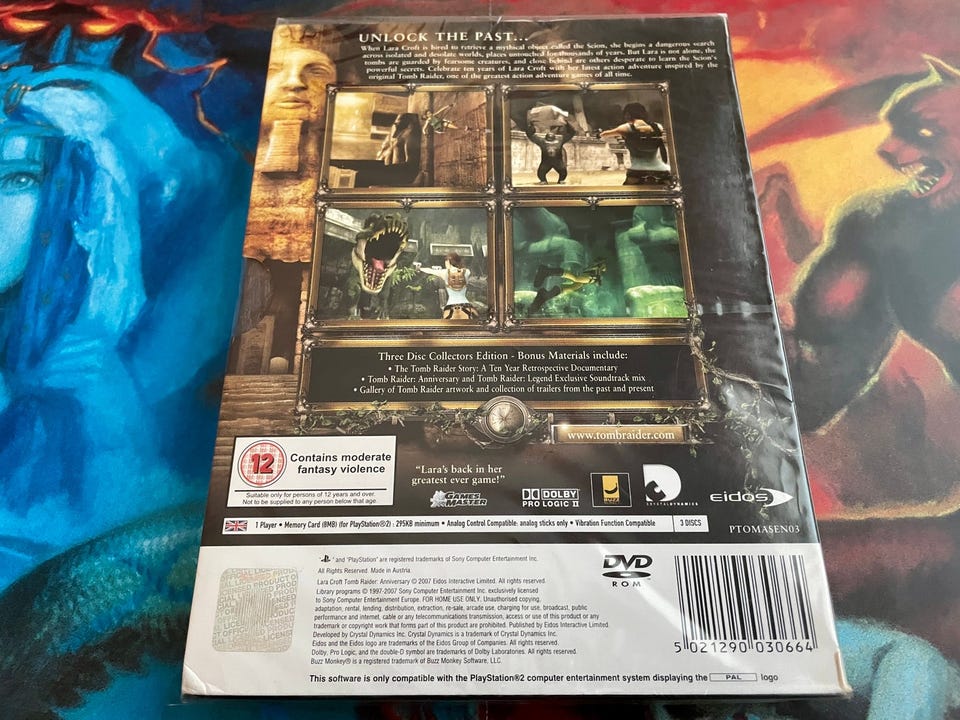 UNLOCK THE PAST...
When Lara Croft is hired to retrieve a mythical object called the Scion, she begins a dangerous search
across isolated and desolate worlds, places untouched for thousands of years. But Lara is not alone, the
tombs are guarded by fearsome creatures, and close behind are others desperate to learn the Scion's
powerful secrets. Celebrate ten years of Lara Croft with her latest action adventure inspired by the
original Tomb Raider, one of the greatest action adventure games of all time.
Three Disc Collectors Edition - Bonus Materials include:
• The Tomb Raider Story: A Ten Year Retrospective Documentary
• Tomb Raider: Anniversary and Tomb Raider: Legend Exclusive Soundtrack mix
• Gallery of Tomb Raider artwork and collection of trailers from the past and present
www.tombraider.com
12
Contains moderate
fantasy violence
Suitable only for persons of 12 years and over.
Not to be supplied to any person below that age.
"Lara's back in her
greatest ever game!"
GAMES MASTER
DOLBY
PRO LOGIC II
CRYSTAL DYNAMICS
eidos
1 Player • Memory Card (8MB) (for PlayStation®2) : 295KB minimum • Analog Control Compatible: analog sticks only • Vibration Function Compatible
3 DISCS
PTOMASEN03
" and "PlayStation" are registered trademarks of Sony Computer Entertainment Inc.
All Rights Reserved. Made in Austria.
Lara Croft Tomb Raider: Anniversary © 2007 Eidos Interactive Limited. All rights reserved.
Library programs © 1997-2007 Sony Computer Entertainment Inc. exclusively licensed
to Sony Computer Entertainment Europe. FOR HOME USE ONLY. Unauthorised copying,
adaptation, rental, lending, distribution, extraction, re-sale, arcade use, charging for use, broadcast, public
performance and internet, cable or any telecommunications transmission, access or use of this product or any
trademark or copyright work that forms part of this product are prohibited. Published by Eidos Interactive Limited.
Developed by Crystal Dynamics Inc. Crystal Dynamics is a trademark of Crystal Dynamics Inc.
Eidos and the Eidos logo are trademarks of the Eidos Group of Companies. All rights reserved.
Dolby, Pro Logic, and the double-D symbol are trademarks of Dolby Laboratories. All rights reserved.
Buzz Monkey® is a registered trademark of Buzz Monkey Software, LLC.
DVD
ROM
5 021290 030664
This software is only compatible with the PlayStation®2 computer entertainment system displaying the PAL logo